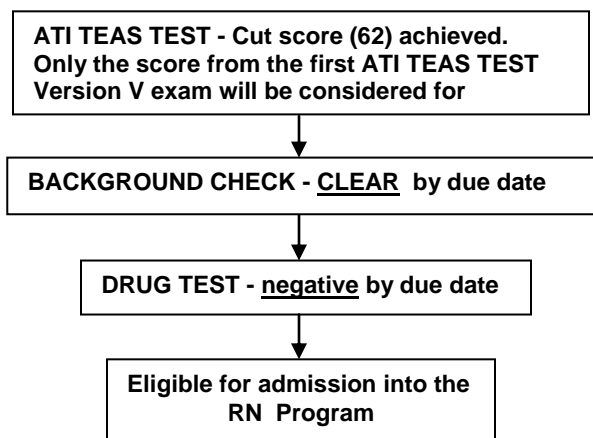 ATI TEAS TEST - Cut score (62) achieved.
Only the score from the first ATI TEAS TEST
Version V exam will be considered for
BACKGROUND CHECK - CLEAR by due date
DRUG TEST - negative by due date
Eligible for admission into the
RN Program